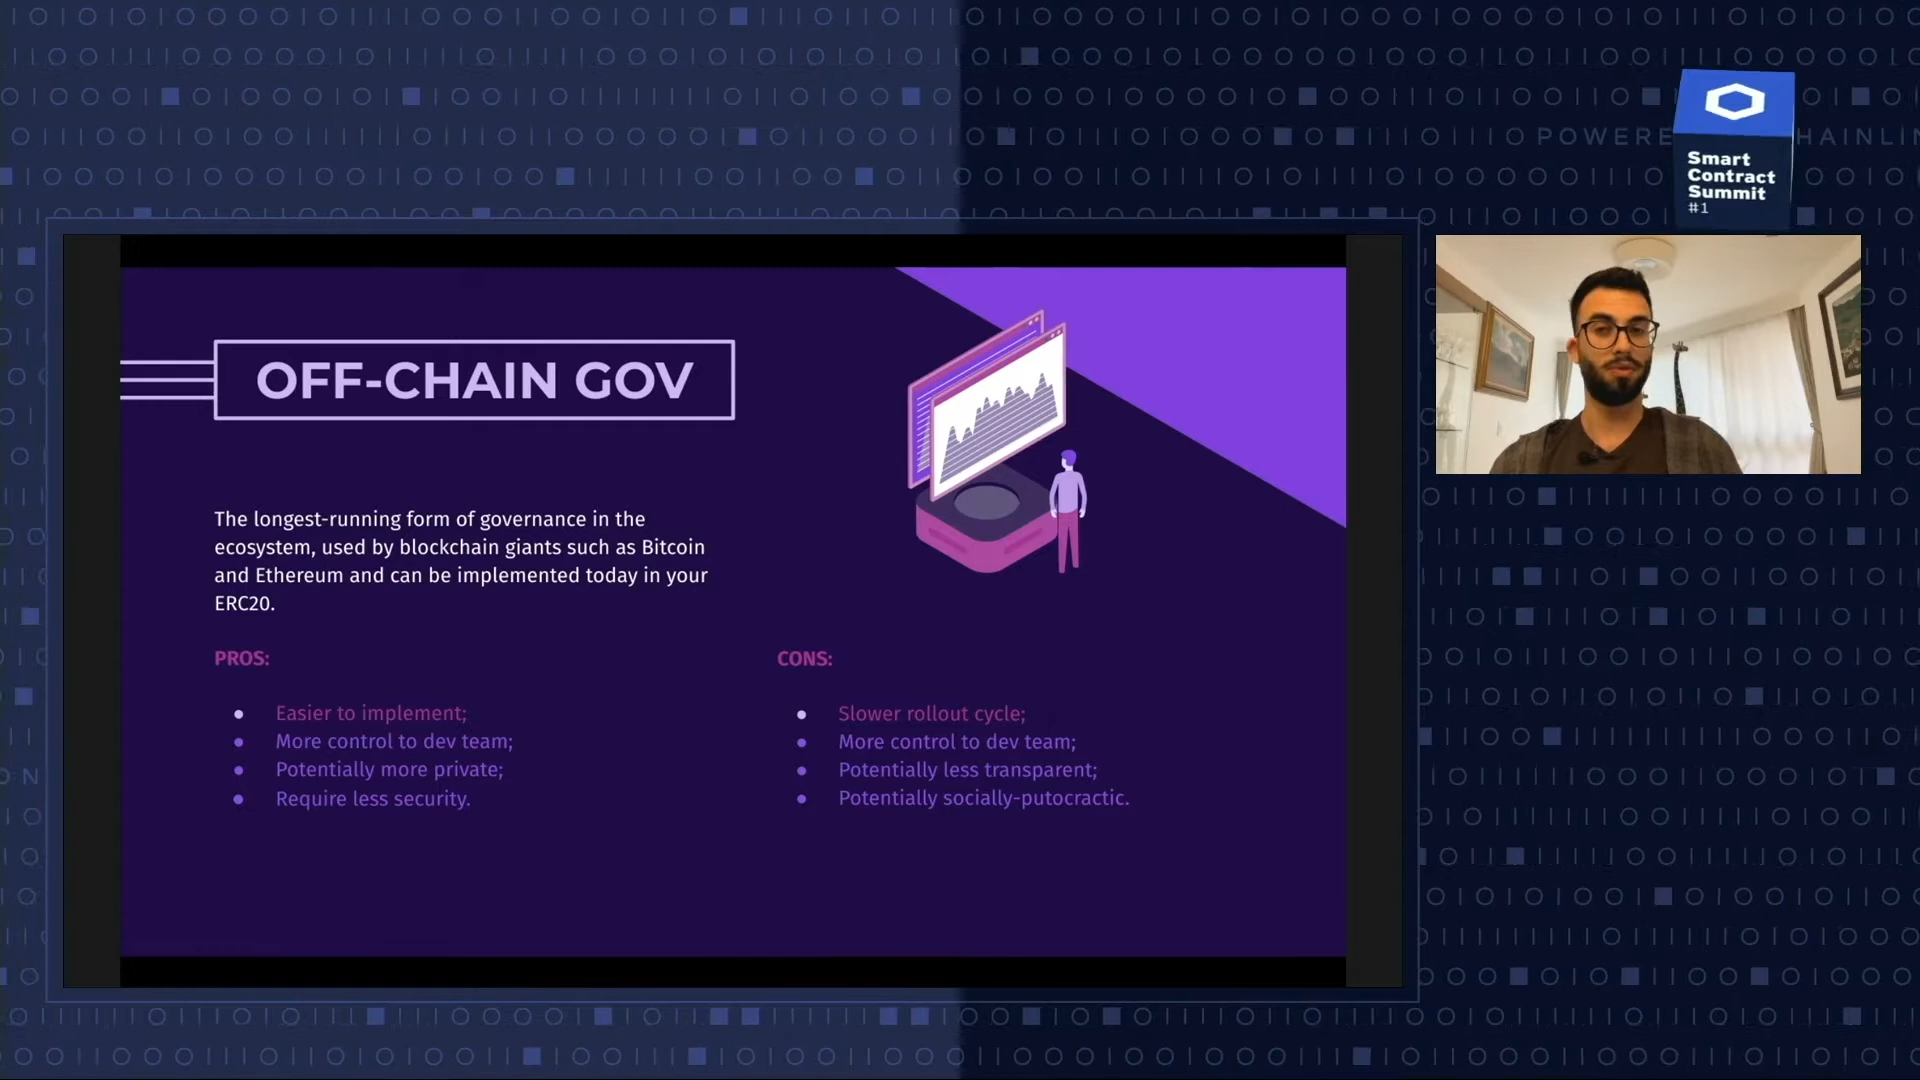 POWERE HAINLIN
Smart
Contract
Summit
#1
OFF-CHAIN GOV
The longest-running form of governance in the
ecosystem, used by blockchain giants such as Bitcoin
and Ethereum and can be implemented today in your
ERC20.
PROS:
Easier to implement;
More control to dev team;
Potentially more private;
Require less security.
CONS:
Slower rollout cycle;
More control to dev team;
Potentially less transparent;
Potentially socially-putocractic.